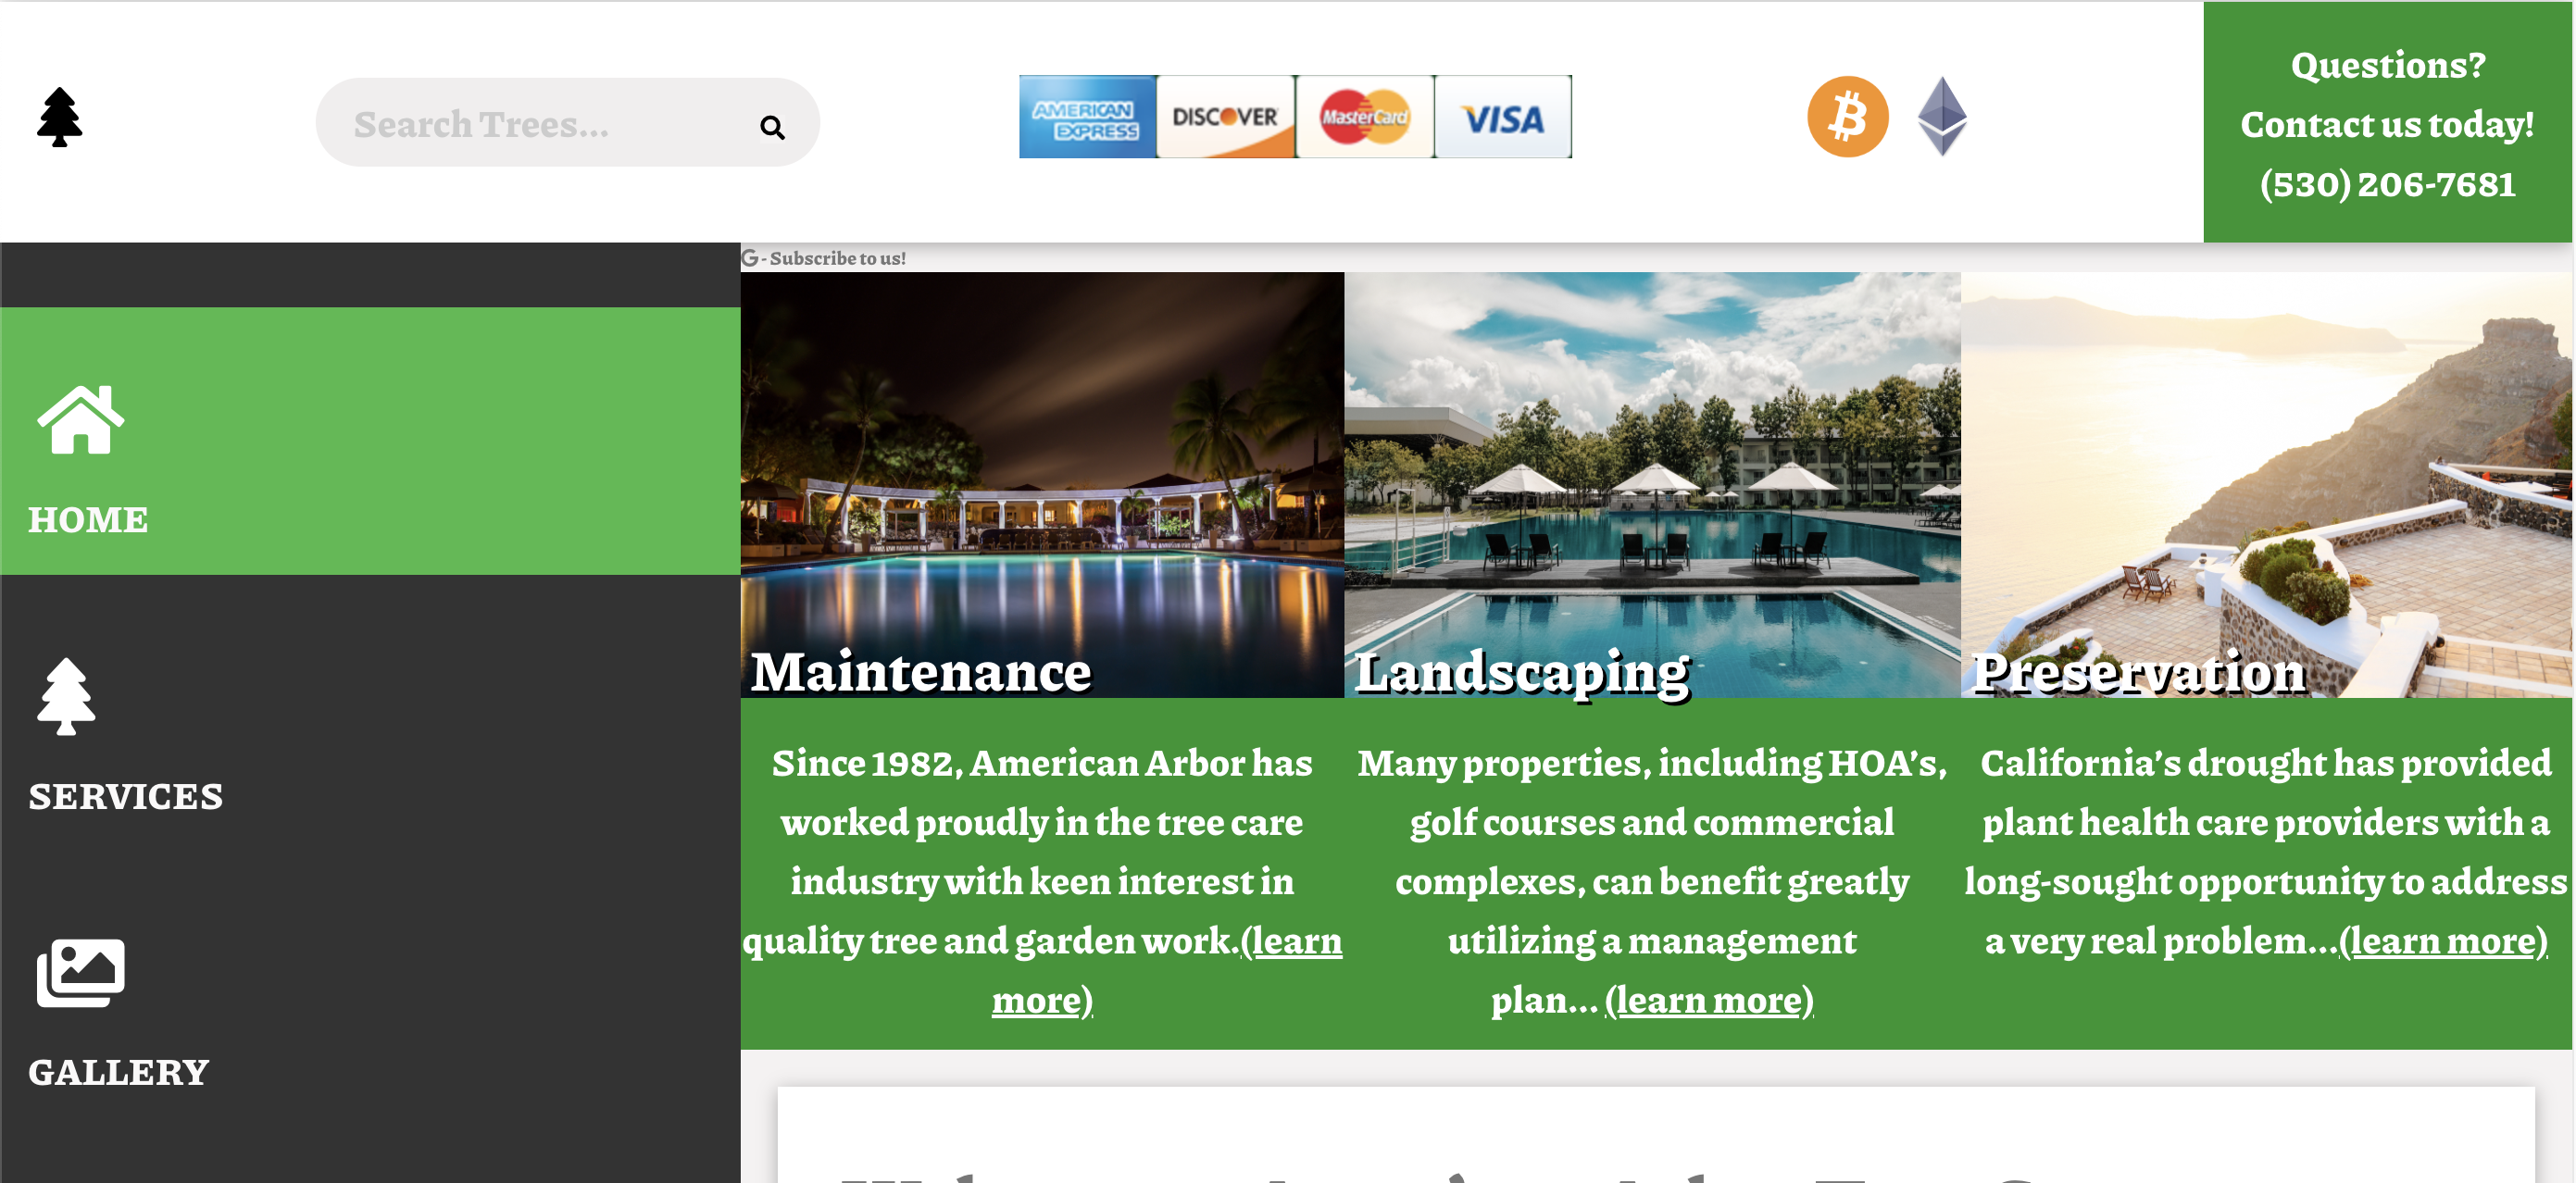 Search Trees...
AMERICAN
EXPRESS
DISCOVER
MasterCard
VISA
Questions?
Contact us today!
(530) 206-7681
G - Subscribe to us!
HOME
SERVICES
GALLERY
Maintenance
Since 1982, American Arbor has
worked proudly in the tree care
industry with keen interest in
quality tree and garden work.(learn
more)
Landscaping
Many properties, including HOA’s,
golf courses and commercial
complexes, can benefit greatly
utilizing a management
plan... (learn more)
Preservation
California’s drought has provided
plant health care providers with a
long-sought opportunity to address
a very real problem...(learn more)